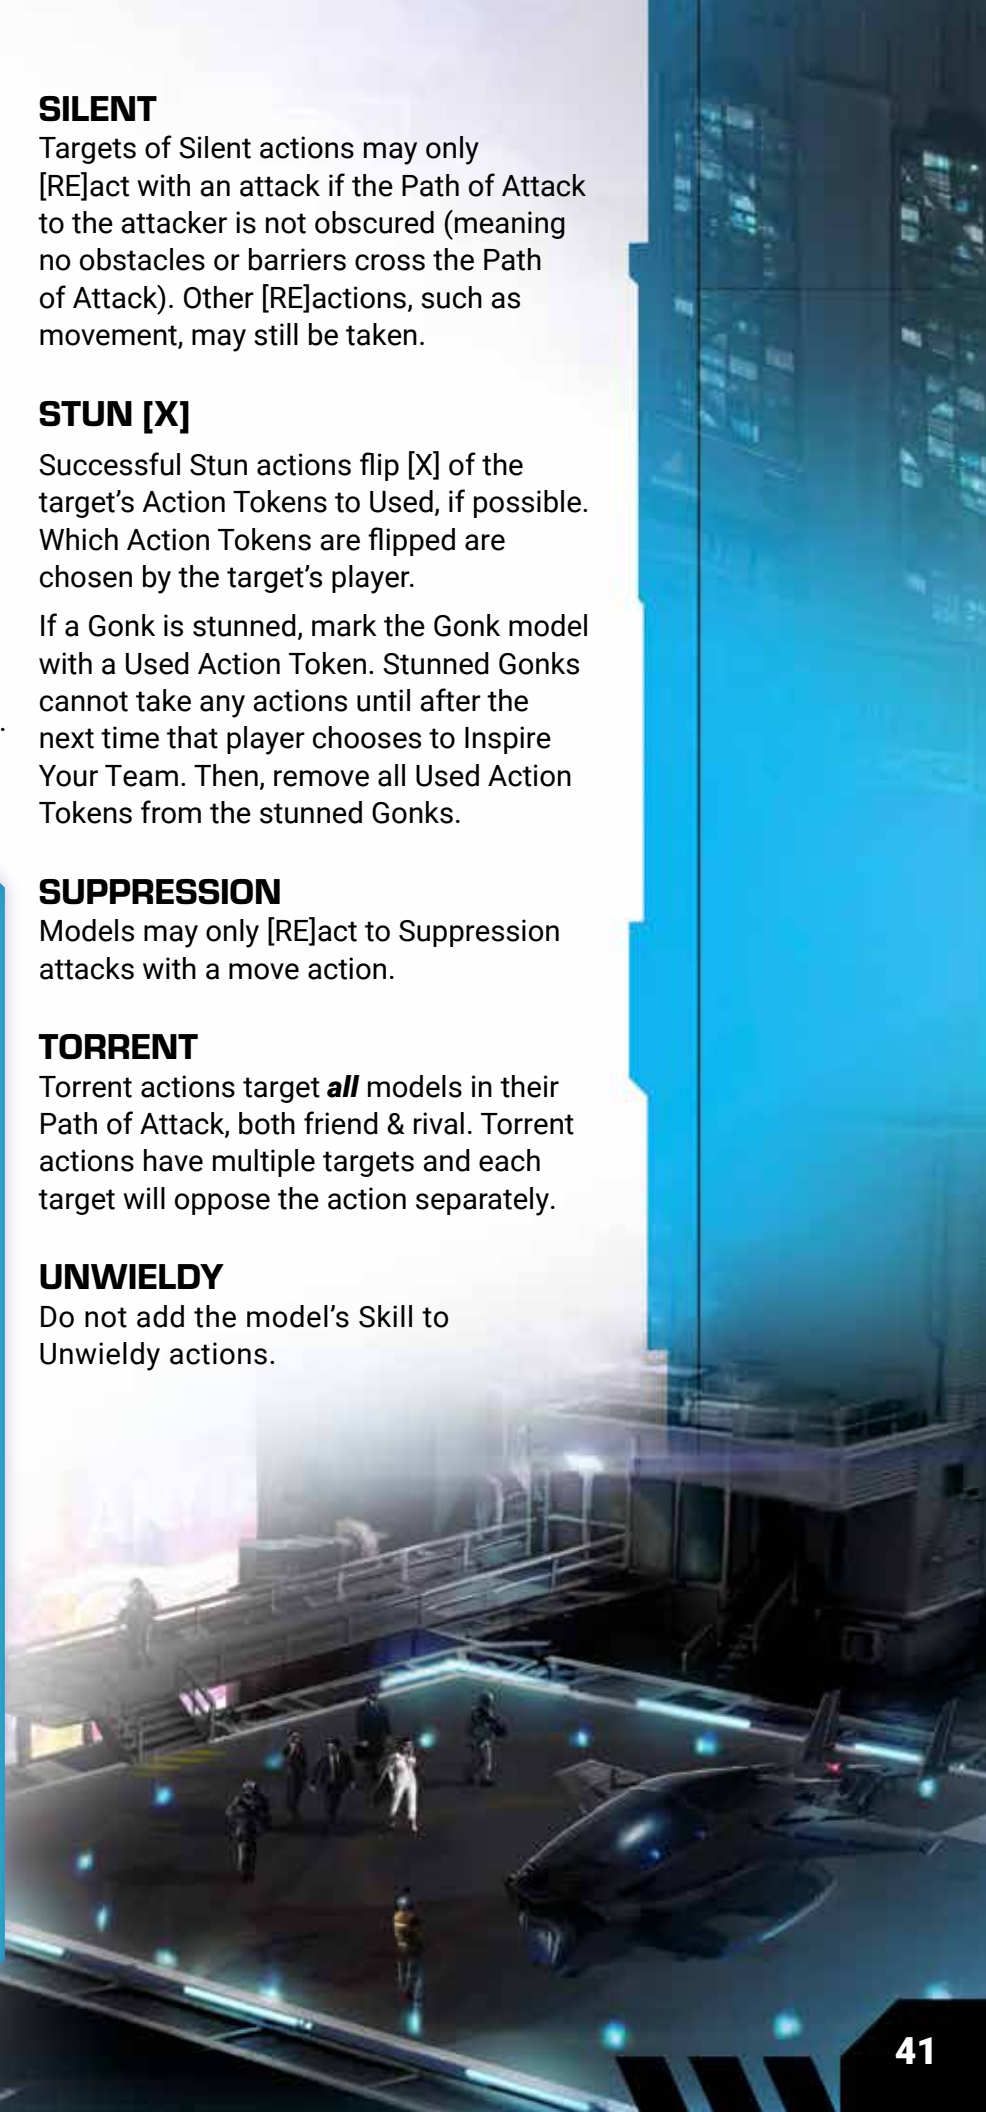 SILENT
Targets of Silent actions may only
[RE]act with an attack if the Path of Attack
to the attacker is not obscured (meaning
no obstacles or barriers cross the Path
of Attack). Other [RE]actions, such as
movement, may still be taken.
STUN [X]
Successful Stun actions flip [X] of the
target’s Action Tokens to Used, if possible.
Which Action Tokens are flipped are
chosen by the target’s player.
If a Gonk is stunned, mark the Gonk model
with a Used Action Token. Stunned Gonks
cannot take any actions until after the
next time that player chooses to Inspire
Your Team. Then, remove all Used Action
Tokens from the stunned Gonks.
SUPPRESSION
Models may only [RE]act to Suppression
attacks with a move action.
TORRENT
Torrent actions target all models in their
Path of Attack, both friend & rival. Torrent
actions have multiple targets and each
target will oppose the action separately.
UNWIELDY
Do not add the model’s Skill to
Unwieldy actions.
41